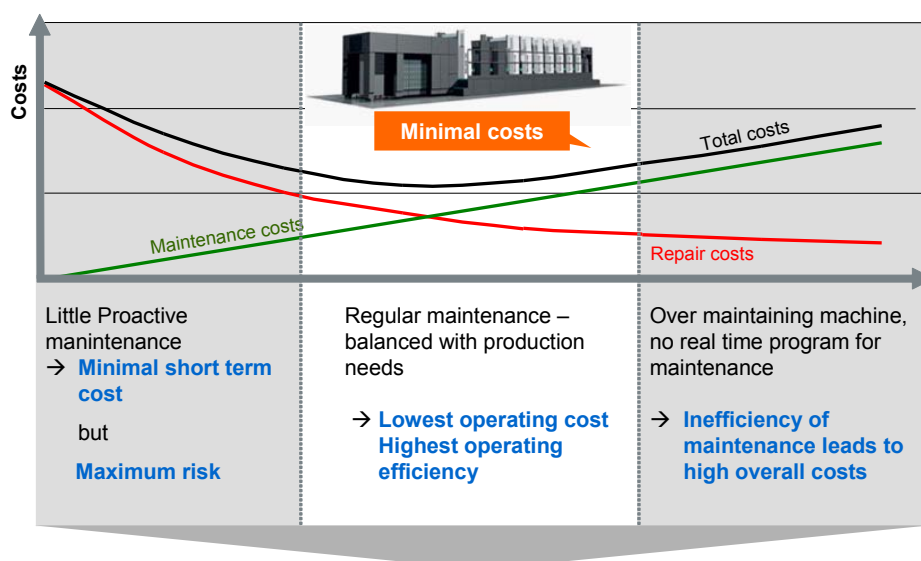 Costs
Minimal costs
Total costs
Maintenance costs
Repair costs
Little Proactive
manintenance
→ Minimal short term
cost
but
Maximum risk
Regular maintenance –
balanced with production
needs
→ Lowest operating cost
Highest operating
efficiency
Over maintaining machine,
no real time program for
maintenance
→ Inefficiency of
maintenance leads to
high overall costs